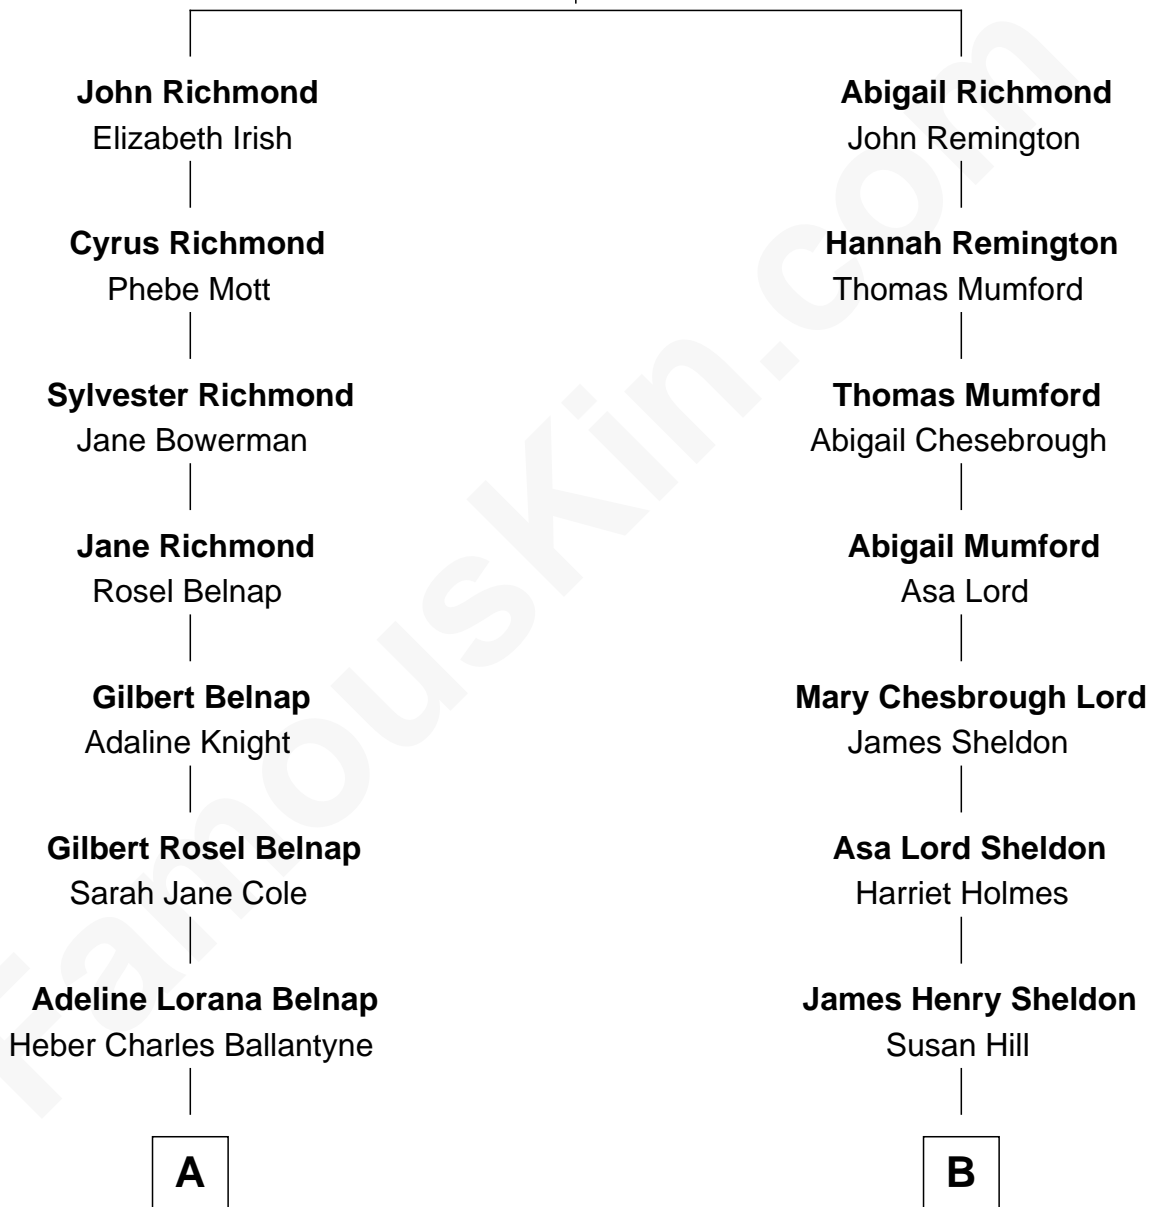 John Richmond
Elizabeth Irish
Cyrus Richmond
Phebe Mott
Sylvester Richmond
Jane Bowerman
Jane Richmond
Rosel Belnap
Gilbert Belnap
Adaline Knight
Gilbert Rosel Belnap
Sarah Jane Cole
Adeline Lorana Belnap
Heber Charles Ballantyne
A
Abigail Richmond
John Remington
Hannah Remington
Thomas Mumford
Thomas Mumford
Abigail Chesebrough
Abigail Mumford
Asa Lord
Mary Chesbrough Lord
James Sheldon
Asa Lord Sheldon
Harriet Holmes
James Henry Sheldon
Susan Hill
B
FamousKin.com